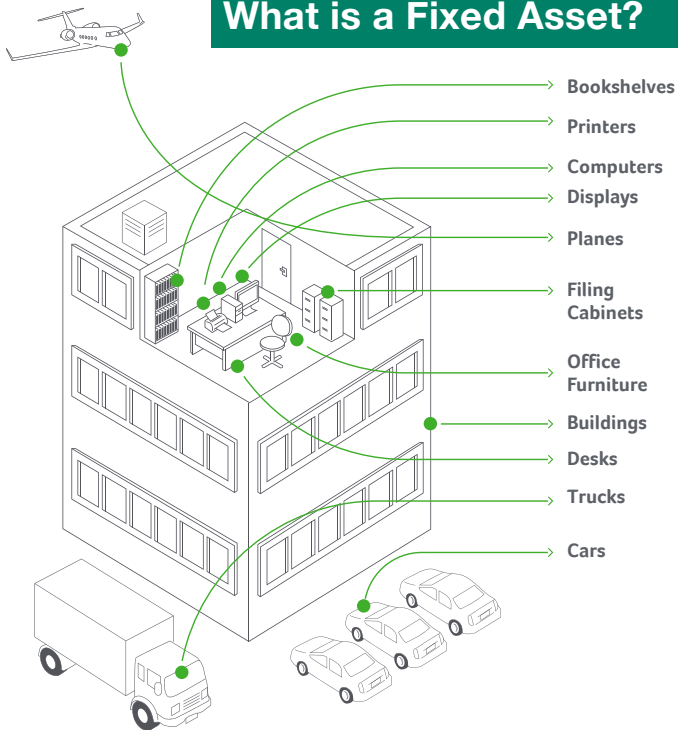 What is a Fixed Asset?
Bookshelves
Printers
Computers
Displays
Planes
Filing
Cabinets
Office
Furniture
Buildings
Desks
Trucks
Cars